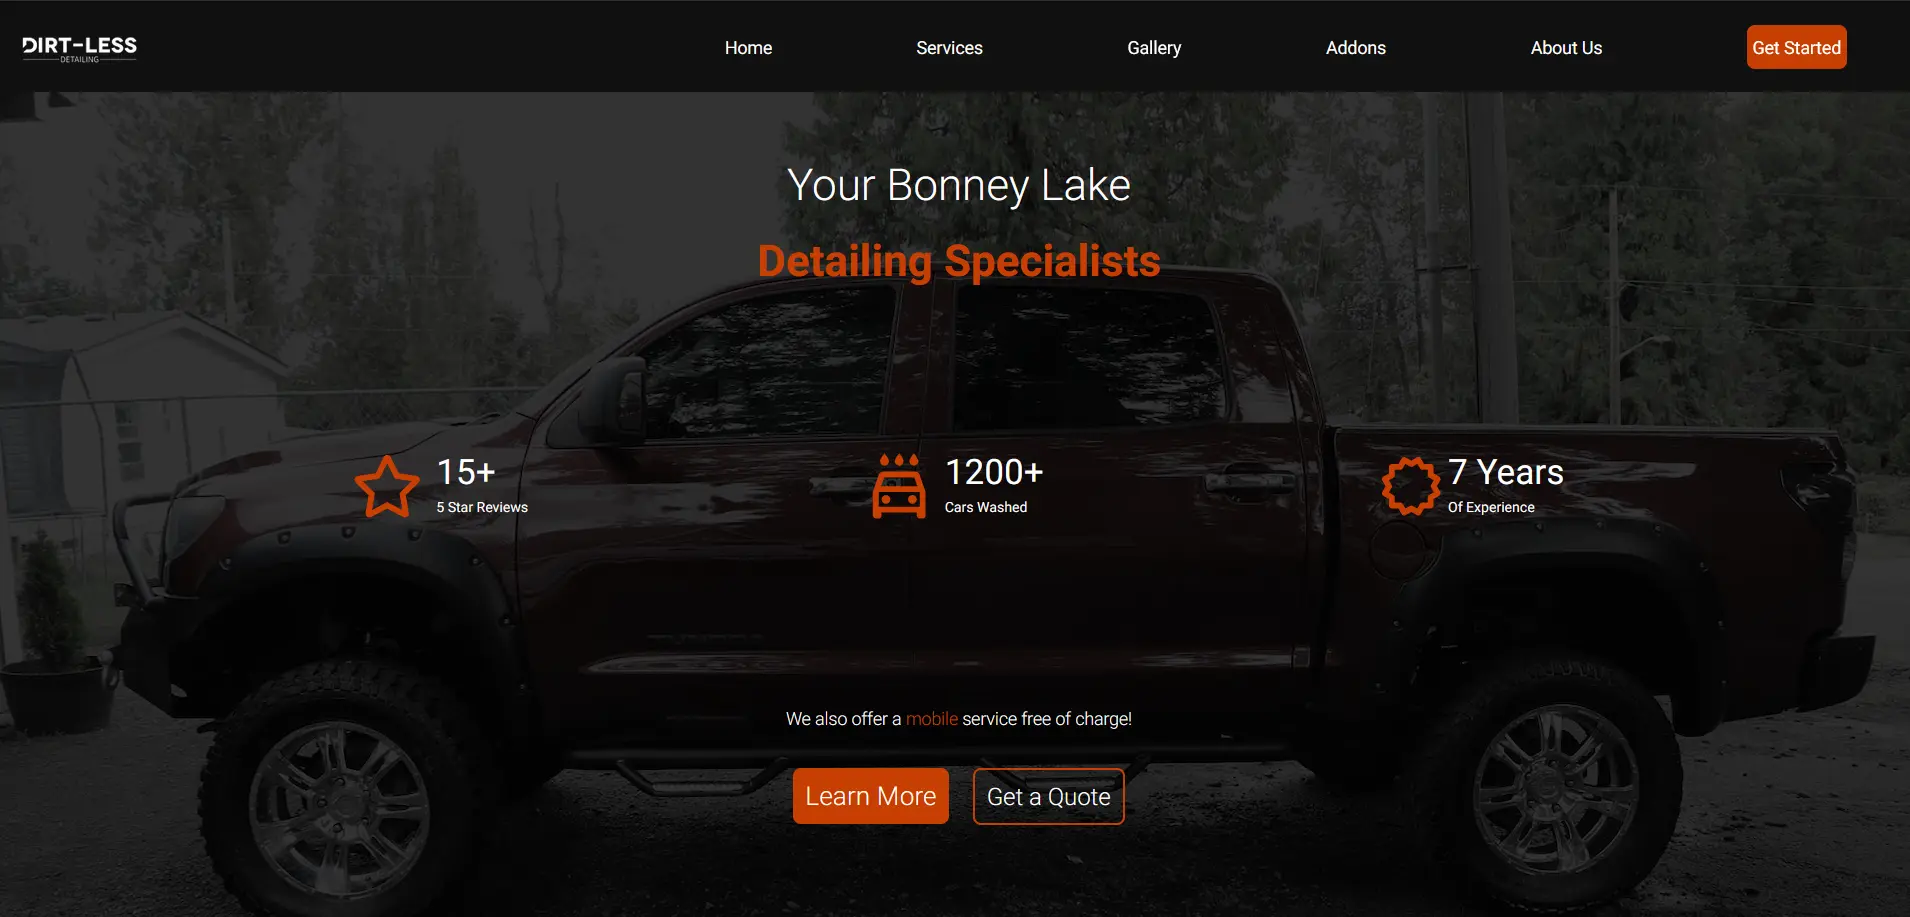 DIRT-LESS
DETAILING
Home
Services
Gallery
Addons
About Us
Get Started
Your Bonney Lake
Detailing Specialists
15+
5 Star Reviews
1200+
Cars Washed
7 Years
Of Experience
We also offer a mobile service free of charge!
Learn More
Get a Quote